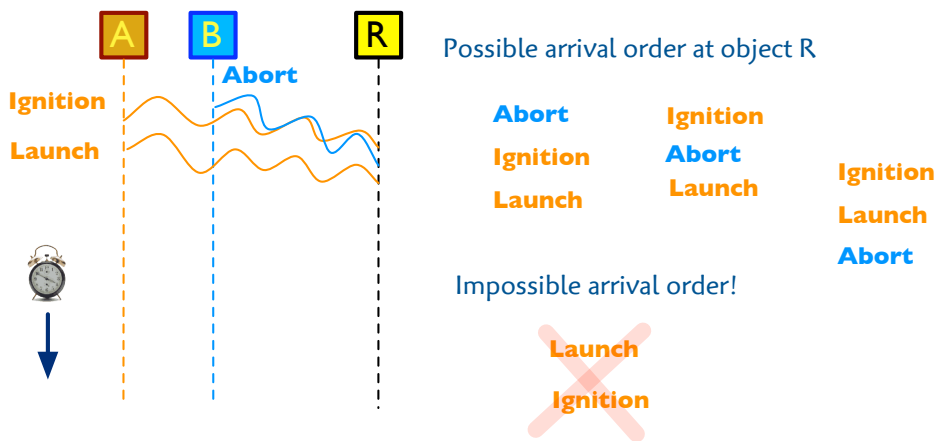 A
B
R
Abort
Ignition
Launch
Possible arrival order at object R
Abort
Ignition
Launch
Ignition
Abort
Launch
Ignition
Launch
Abort
Impossible arrival order!
Launch
Ignition